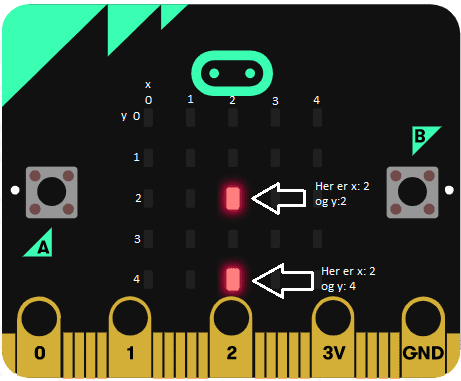 x
0 1 2 3 4
y 0
1
B
2
Her er x: 2
og y:2
A
3
4
Her er x: 2
og y: 4
0 1 2 3V GND